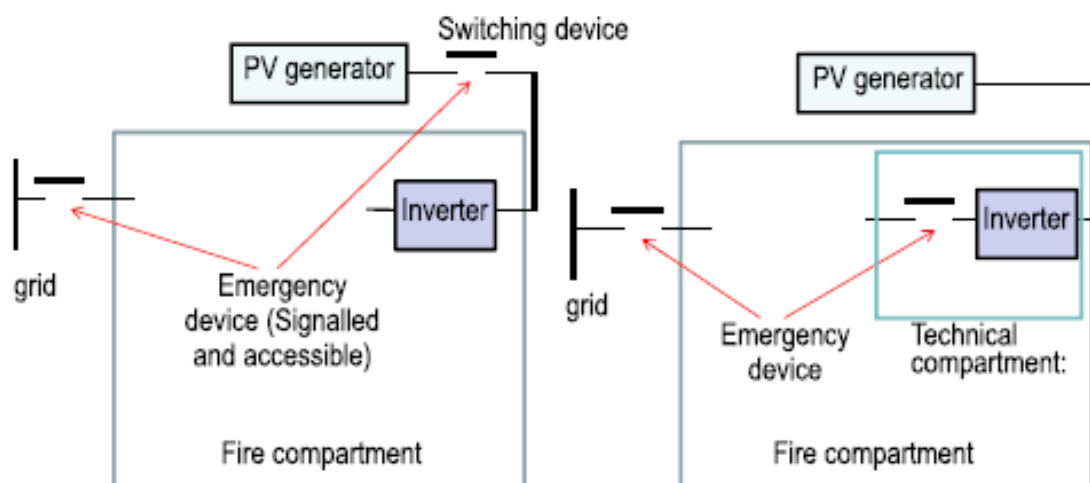 Switching device
PV generator
Inverter
grid
Emergency
device (Signalled
and accessible)
Fire compartment
PV generator
Inverter
grid
Emergency
device
Technical
compartment:
Fire compartment